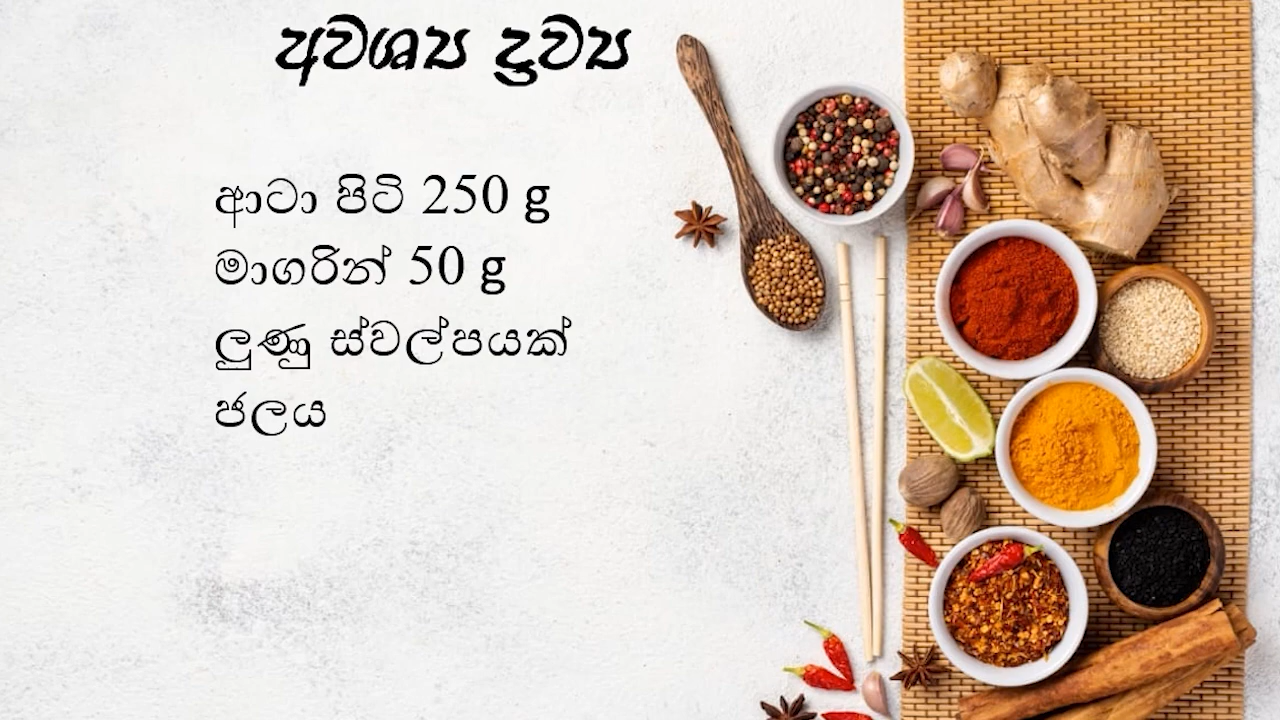 අවශ්‍ය ද්‍රව්‍ය
ආටා පිටි 250 g
මාගරින් 50 g
ලුණු ස්වල්පයක්
ජලය